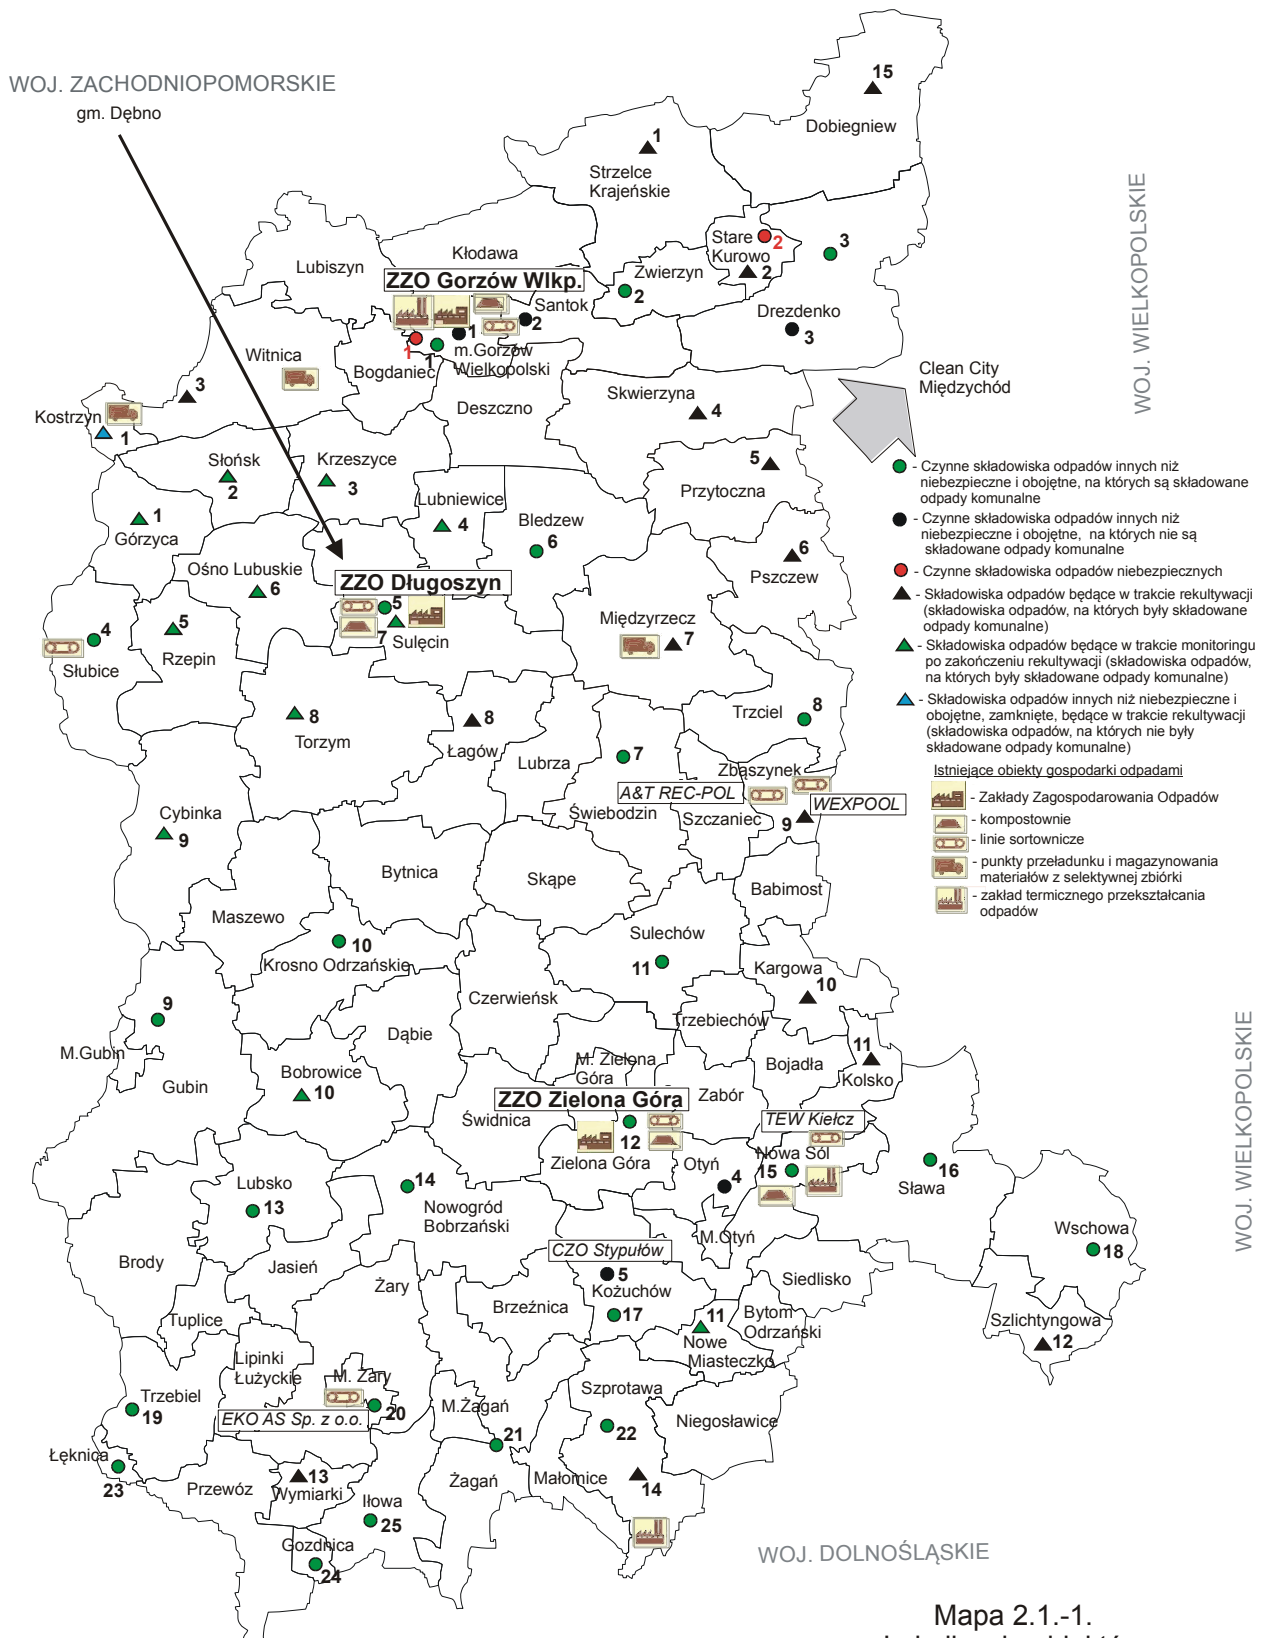 WOJ. ZACHODNIOPOMORSKIE
gm. Dębno
15
Dobiegniew
1
Strzelce
Krajeńskie
WOJ. WIELKOPOLSKIE
Stare
Kurowo
2
2
3
Kłodawa
Lubiszyn
Zwierzyn
2
ZZO Gorzów Wlkp.
Santok
2
Drezdenko
3
1
1
1
m.Gorzów
Wielkopolski
Witnica
Bogdaniec
Clean City
Międzychód
3
Deszczno
Skwierzyna
4
Kostrzyn
1
Słońsk
2
Krzeszyce
3
5
Przytoczna
Lubniewice
4
Bledzew
6
1
Górzyca
6
Pszczew
Ośno Lubuskie
6
ZZO Długoszyn
5
7
Sulęcin
Międzyrzecz
7
4
Słubice
5
Rzepin
8
Torzym
8
Łagów
Lubrza
7
Trzciel
8
Zbąszynek
A&T REC-POL
WEXPOOL
9
Świebodzin
Szczaniec
Cybinka
9
Bytnica
Skąpe
Babimost
Maszewo
10
Krosno Odrzańskie
Sulechów
11
Kargowa
10
Czerwieńsk
Trzebiechów
9
M.Gubin
Gubin
Dąbie
Bobrowice
10
M. Zielona
Góra
Bojadła
11
Kolsko
Zabór
ZZO Zielona Góra
Świdnica
12
Zielona Góra
TEW Kiełcz
Nowa Sól
15
Otyń
4
16
Sława
Lubsko
13
14
Nowogród
Bobrzański
M.Otyń
Wschowa
18
WOJ. WIELKOPOLSKIE
Brody
Jasień
Żary
CZO Stypułów
5
Kożuchów
17
Siedlisko
Brzeźnica
Bytom
Odrzański
11
Nowe
Miasteczko
Szlichtyngowa
12
Tuplice
Lipinki
Łużyckie
M. Żary
20
Trzebiel
19
EKO AS Sp. z o.o.
M.Żagań
21
Szprotawa
22
Niegosławice
Łęknica
23
Przewóz
13
Wymiarki
Żagań
Małomice
14
Iłowa
25
Gozdnica
24
WOJ. DOLNOŚLĄSKIE
- Czynne składowiska odpadów innych niż
niebezpieczne i obojętne, na których są składowane
odpady komunalne
- Czynne składowiska odpadów innych niż
niebezpieczne i obojętne, na których nie są
składowane odpady komunalne
- Czynne składowiska odpadów niebezpiecznych
- Składowiska odpadów będące w trakcie rekultywacji
(składowiska odpadów, na których były składowane
odpady komunalne)
- Składowiska odpadów będące w trakcie monitoringu
po zakończeniu rekultywacji (składowiska odpadów,
na których były składowane odpady komunalne)
- Składowiska odpadów innych niż niebezpieczne i
obojętne, zamknięte, będące w trakcie rekultywacji
(składowiska odpadów, na których nie były
składowane odpady komunalne)
Istniejące obiekty gospodarki odpadami
- Zakłady Zagospodarowania Odpadów
- kompostownie
- linie sortownicze
- punkty przeładunku i magazynowania
materiałów z selektywnej zbiórki
- zakład termicznego przekształcania
odpadów
Mapa 2.1.-1.